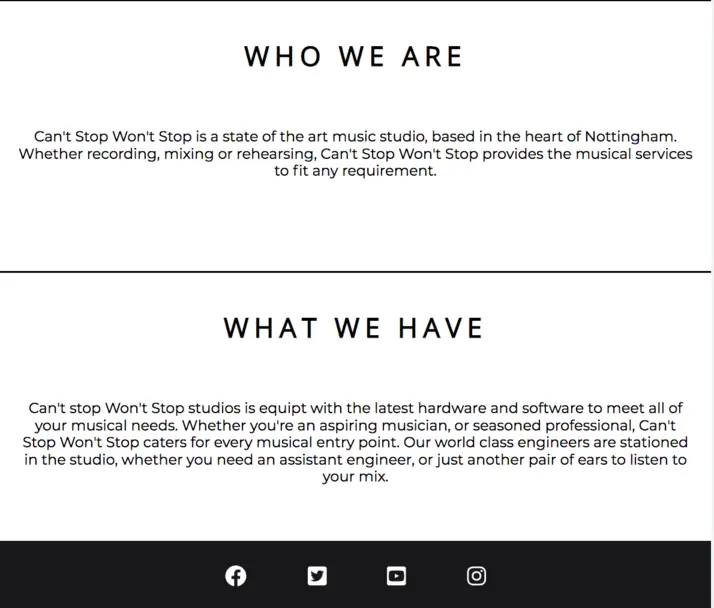 WHO WE ARE
Can't Stop Won't Stop is a state of the art music studio, based in the heart of Nottingham.
Whether recording, mixing or rehearsing, Can't Stop Won't Stop provides the musical services
to fit any requirement.
WHAT WE HAVE
Can't stop Won't Stop studios is equipt with the latest hardware and software to meet all of
your musical needs. Whether you're an aspiring musician, or seasoned professional, Can't
Stop Won't Stop caters for every musical entry point. Our world class engineers are stationed
in the studio, whether you need an assistant engineer, or just another pair of ears to listen to
your mix.